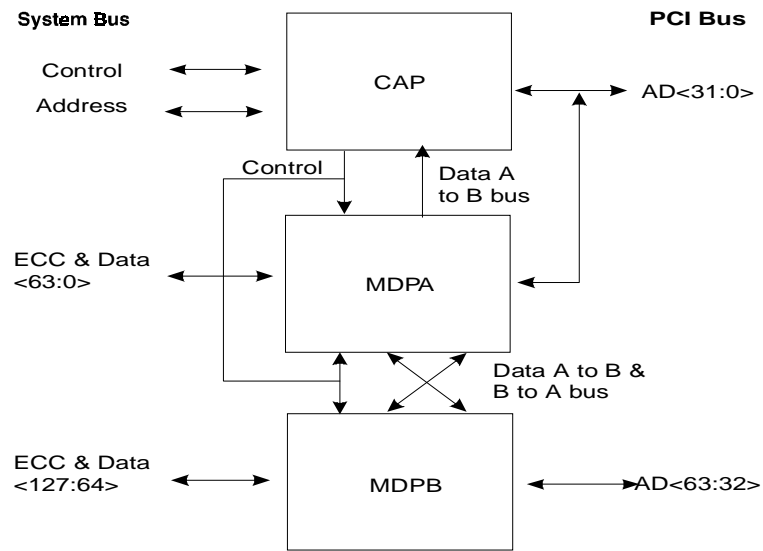 System Bus
PCI Bus
Control
CAP
AD<31:0>
Address
Control
Data A
to B bus
ECC & Data
<63:0>
MDPA
Data A to B &
B to A bus
ECC & Data
<127:64>
MDPB
AD<63:32>